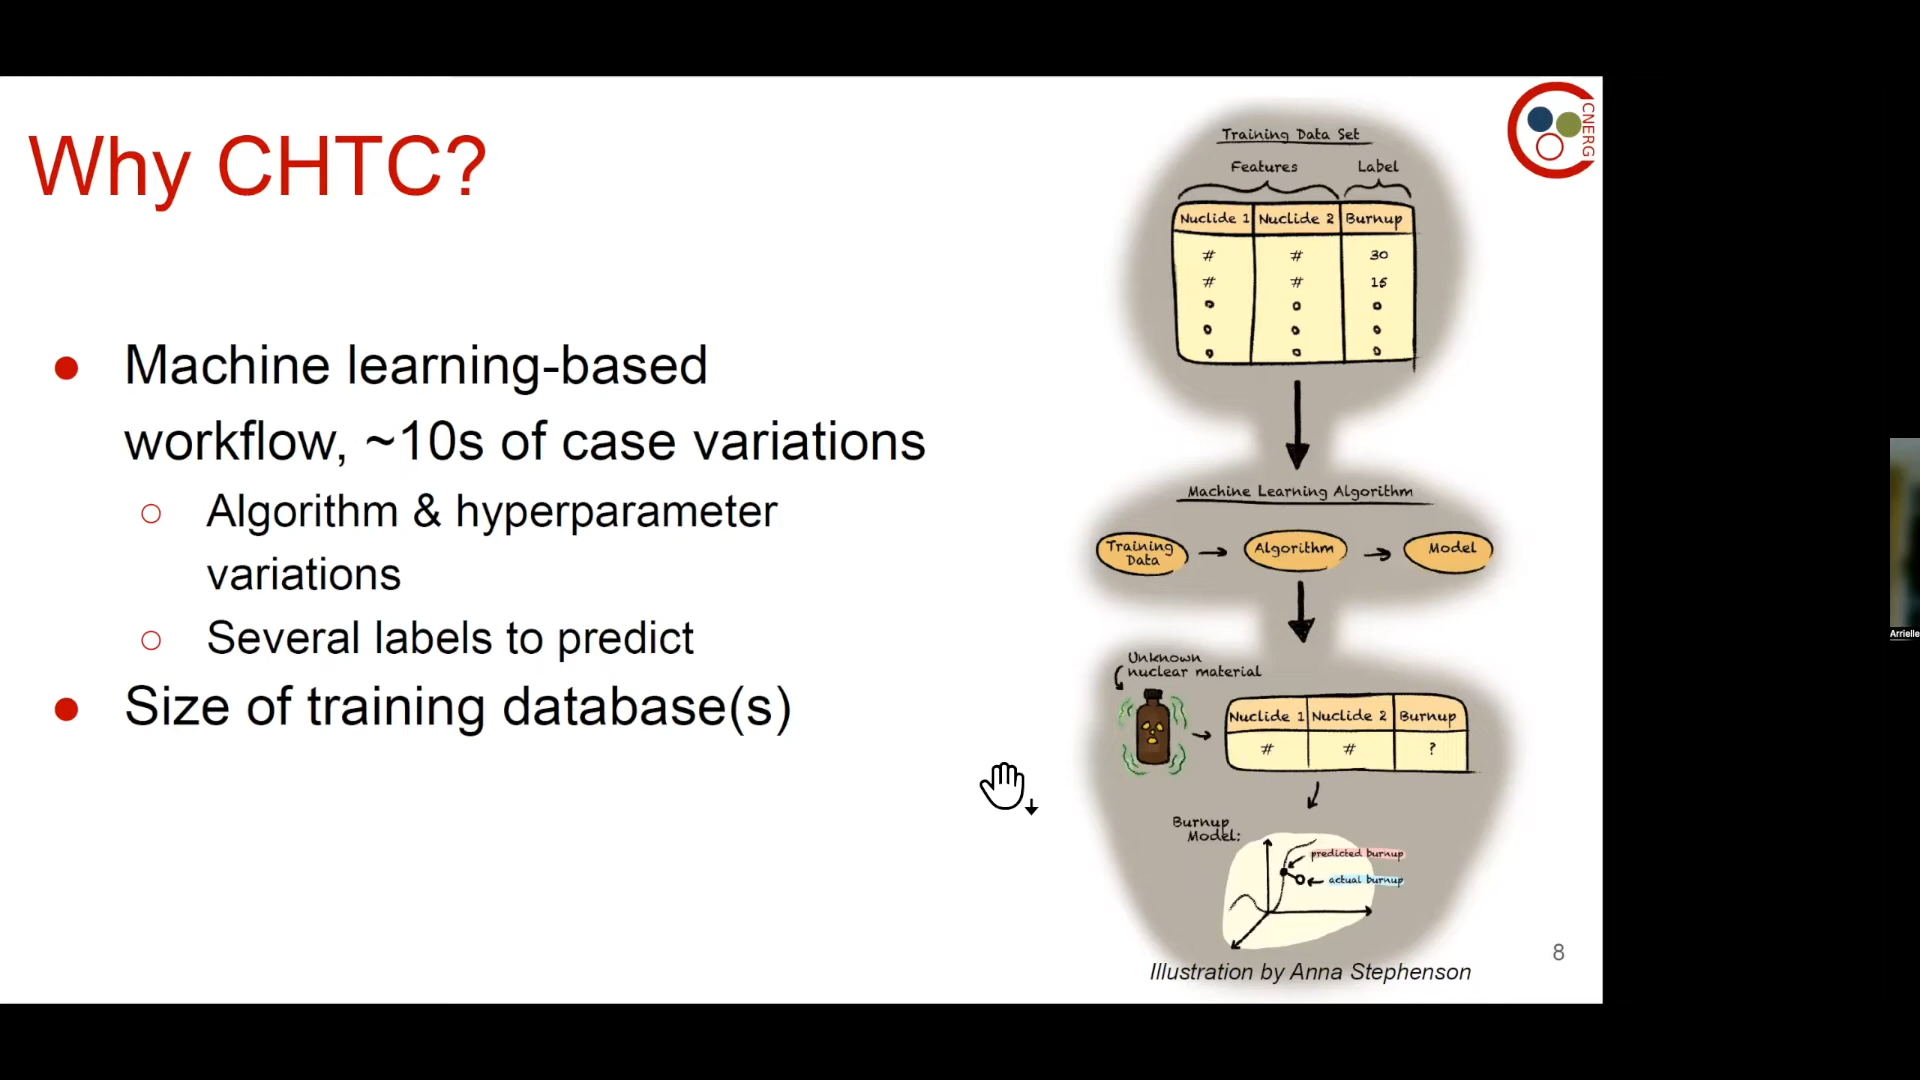 Why CHTC?
Machine learning-based
workflow, ~10s of case variations
Algorithm & hyperparameter
variations
Several labels to predict
Size of training database(s)
CNERG
Training Data Set
Features Label
Nuclide 1 Nuclide 2 Burnup
# # 30
# # 15
Machine Learning Algorithm
Training
Data
Algorithm
Model
Unknown
nuclear material
Nuclide 1 Nuclide 2 Burnup
# # ?
Burnup
Model:
predicted burnup
actual burnup
Illustration by Anna Stephenson
8
Arrielle